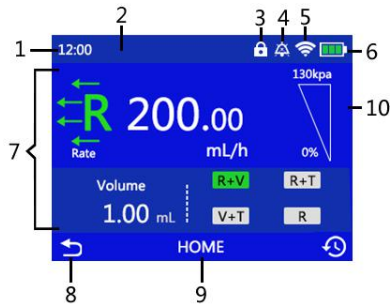 3 4 5
2
1 12:00 6
130kpa
10
R 200.00
7
Rate mL/h 0%
Volume R+V R+T
1.00 mL V+T R
HOME
8 9